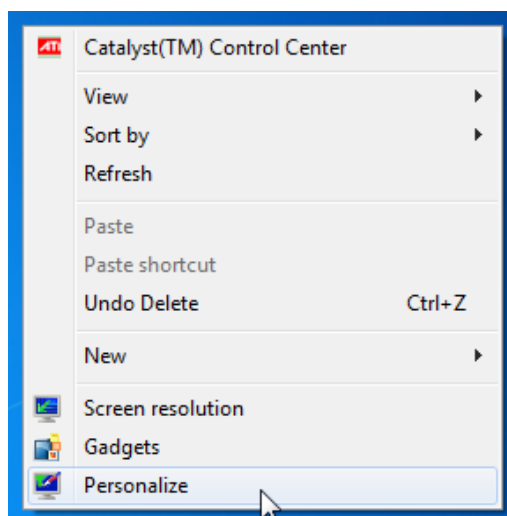 ATI Catalyst(TM) Control Center
View
Sort by
Refresh
Paste
Paste shortcut
Undo Delete Ctrl+Z
New
Screen resolution
Gadgets
Personalize